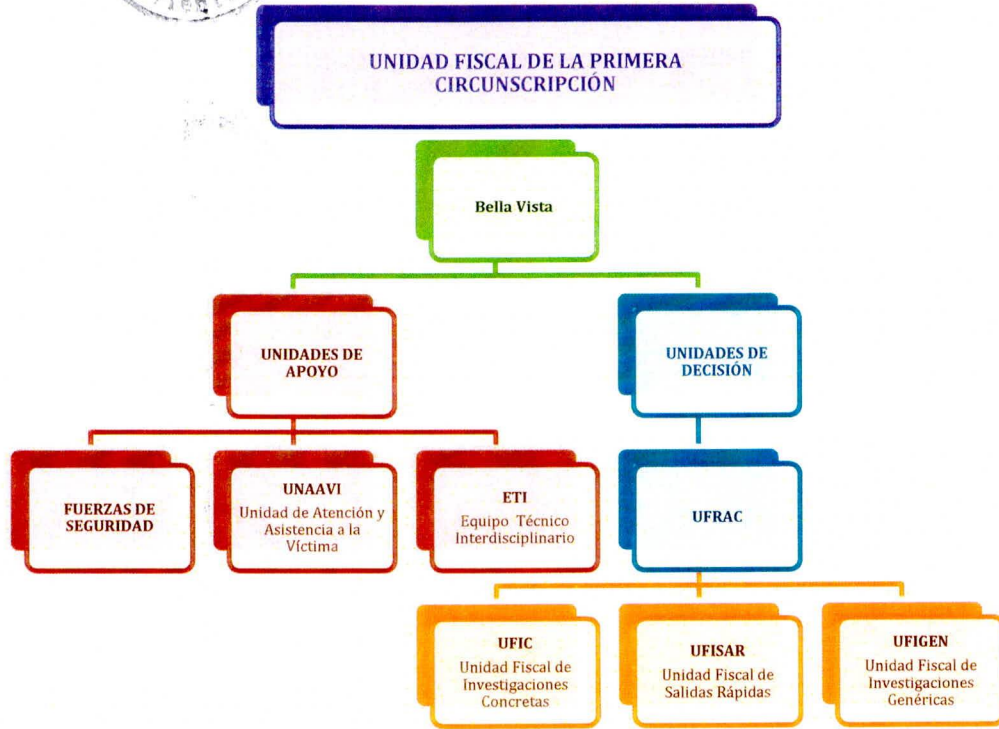 UNIDAD FISCAL DE LA PRIMERA
CIRCUNSCRIPCIÓN
Bella Vista
UNIDADES DE
APOYO
UNIDADES DE
DECISIÓN
FUERZAS DE
SEGURIDAD
UNAAVI
Unidad de Atención y
Asistencia a la
Víctima
ETI
Equipo Técnico
Interdisciplinario
UFRAC
UFIC
Unidad Fiscal de
Investigaciones
Concretas
UFISAR
Unidad Fiscal de
Salidas Rápidas
UFIGEN
Unidad Fiscal de
Investigaciones
Genéricas